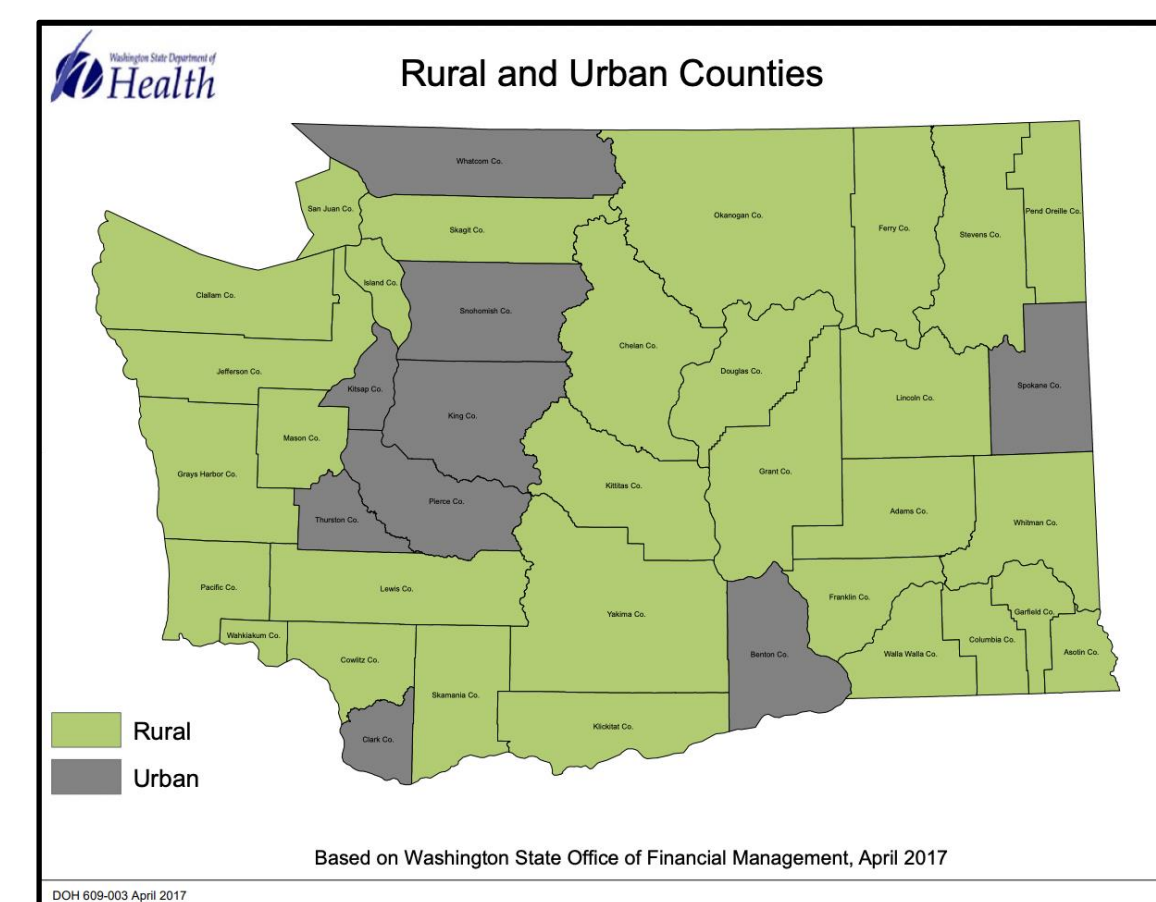 Washington State Department of
Health
Rural and Urban Counties
Whatcom Co.
San Juan Co.
Skagit Co.
Okanogan Co.
Ferry Co.
Stevens Co.
Pend Oreille Co.
Clallam Co.
Island Co.
Snohomish Co.
Chelan Co.
Douglas Co.
Jefferson Co.
Kitsap Co.
King Co.
Lincoln Co.
Spokane Co.
Mason Co.
Grays Harbor Co.
Grant Co.
Kittitas Co.
Pierce Co.
Thurston Co.
Adams Co.
Whitman Co.
Pacific Co.
Lewis Co.
Yakima Co.
Franklin Co.
Garfield Co.
Wahkiakum Co.
Columbia Co.
Walla Walla Co.
Asotin Co.
Benton Co.
Cowlitz Co.
Skamania Co.
Klickitat Co.
Clark Co.
Rural
Urban
Based on Washington State Office of Financial Management, April 2017
DOH 609-003 April 2017